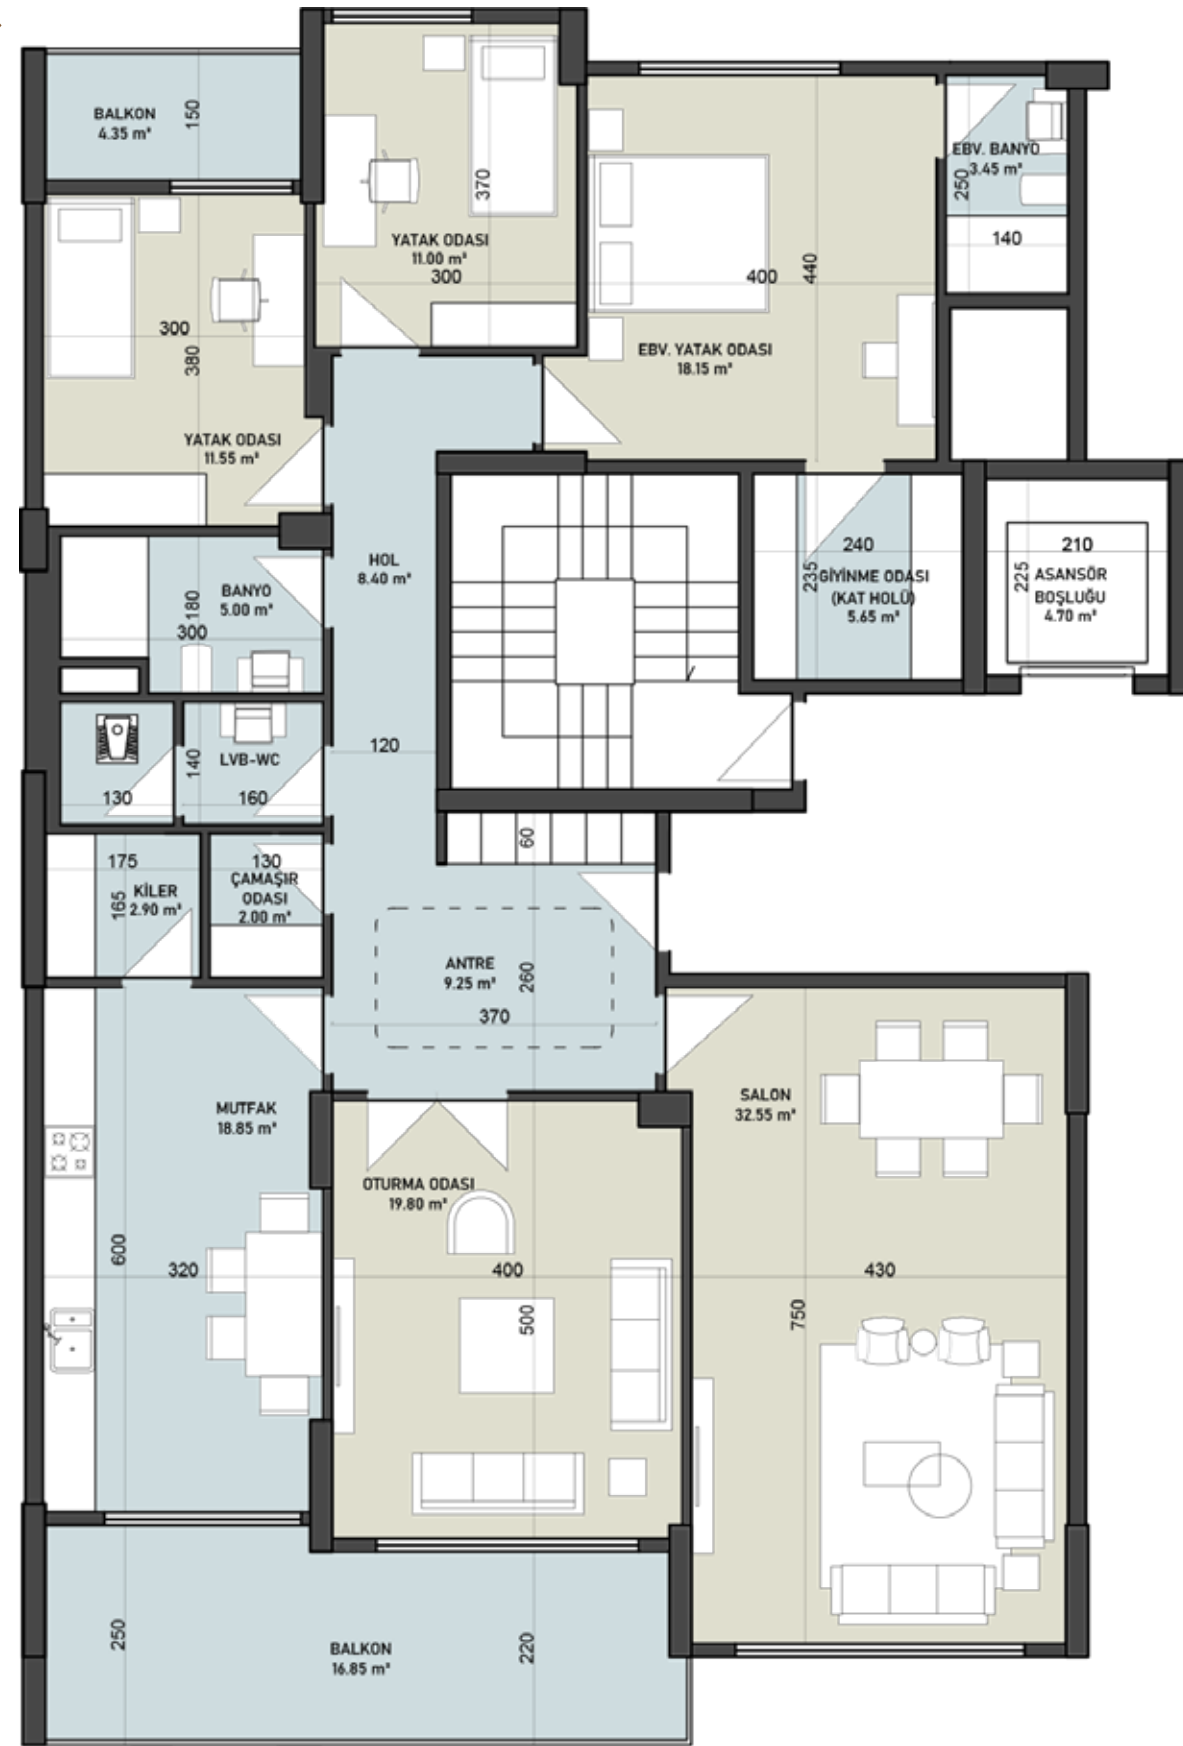 BALKON
4.35 m²
150
YATAK ODASI
11.00 m²
300
370
EBV. BANYO
3.45 m²
250
140
400
440
EBV. YATAK ODASI
18.15 m²
300
380
YATAK ODASI
11.55 m²
HOL
8.40 m²
BANYO
5.00 m²
180
300
240
235
GİYİNME ODASI
(KAT HOLÜ)
5.65 m²
210
225
ASANSÖR
BOŞLUĞU
4.70 m²
120
LVB-WC
140
130
160
175
165
KİLER
2.90 m²
130
ÇAMAŞIR
ODASI
2.00 m²
60
ANTRE
9.25 m²
260
370
MUTFAK
18.85 m²
600
320
OTURMA ODASI
19.80 m²
400
500
SALON
32.55 m²
430
750
BALKON
16.85 m²
250
220